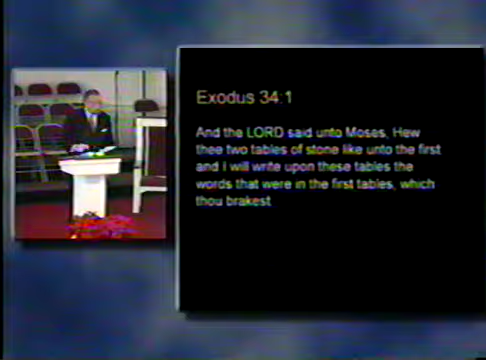 Exodus 34:1
And the LORD said unto Moses, Hew
thee two tables of stone like unto the first
and I will write upon these tables the
words that were in the first tables, which
thou brakest